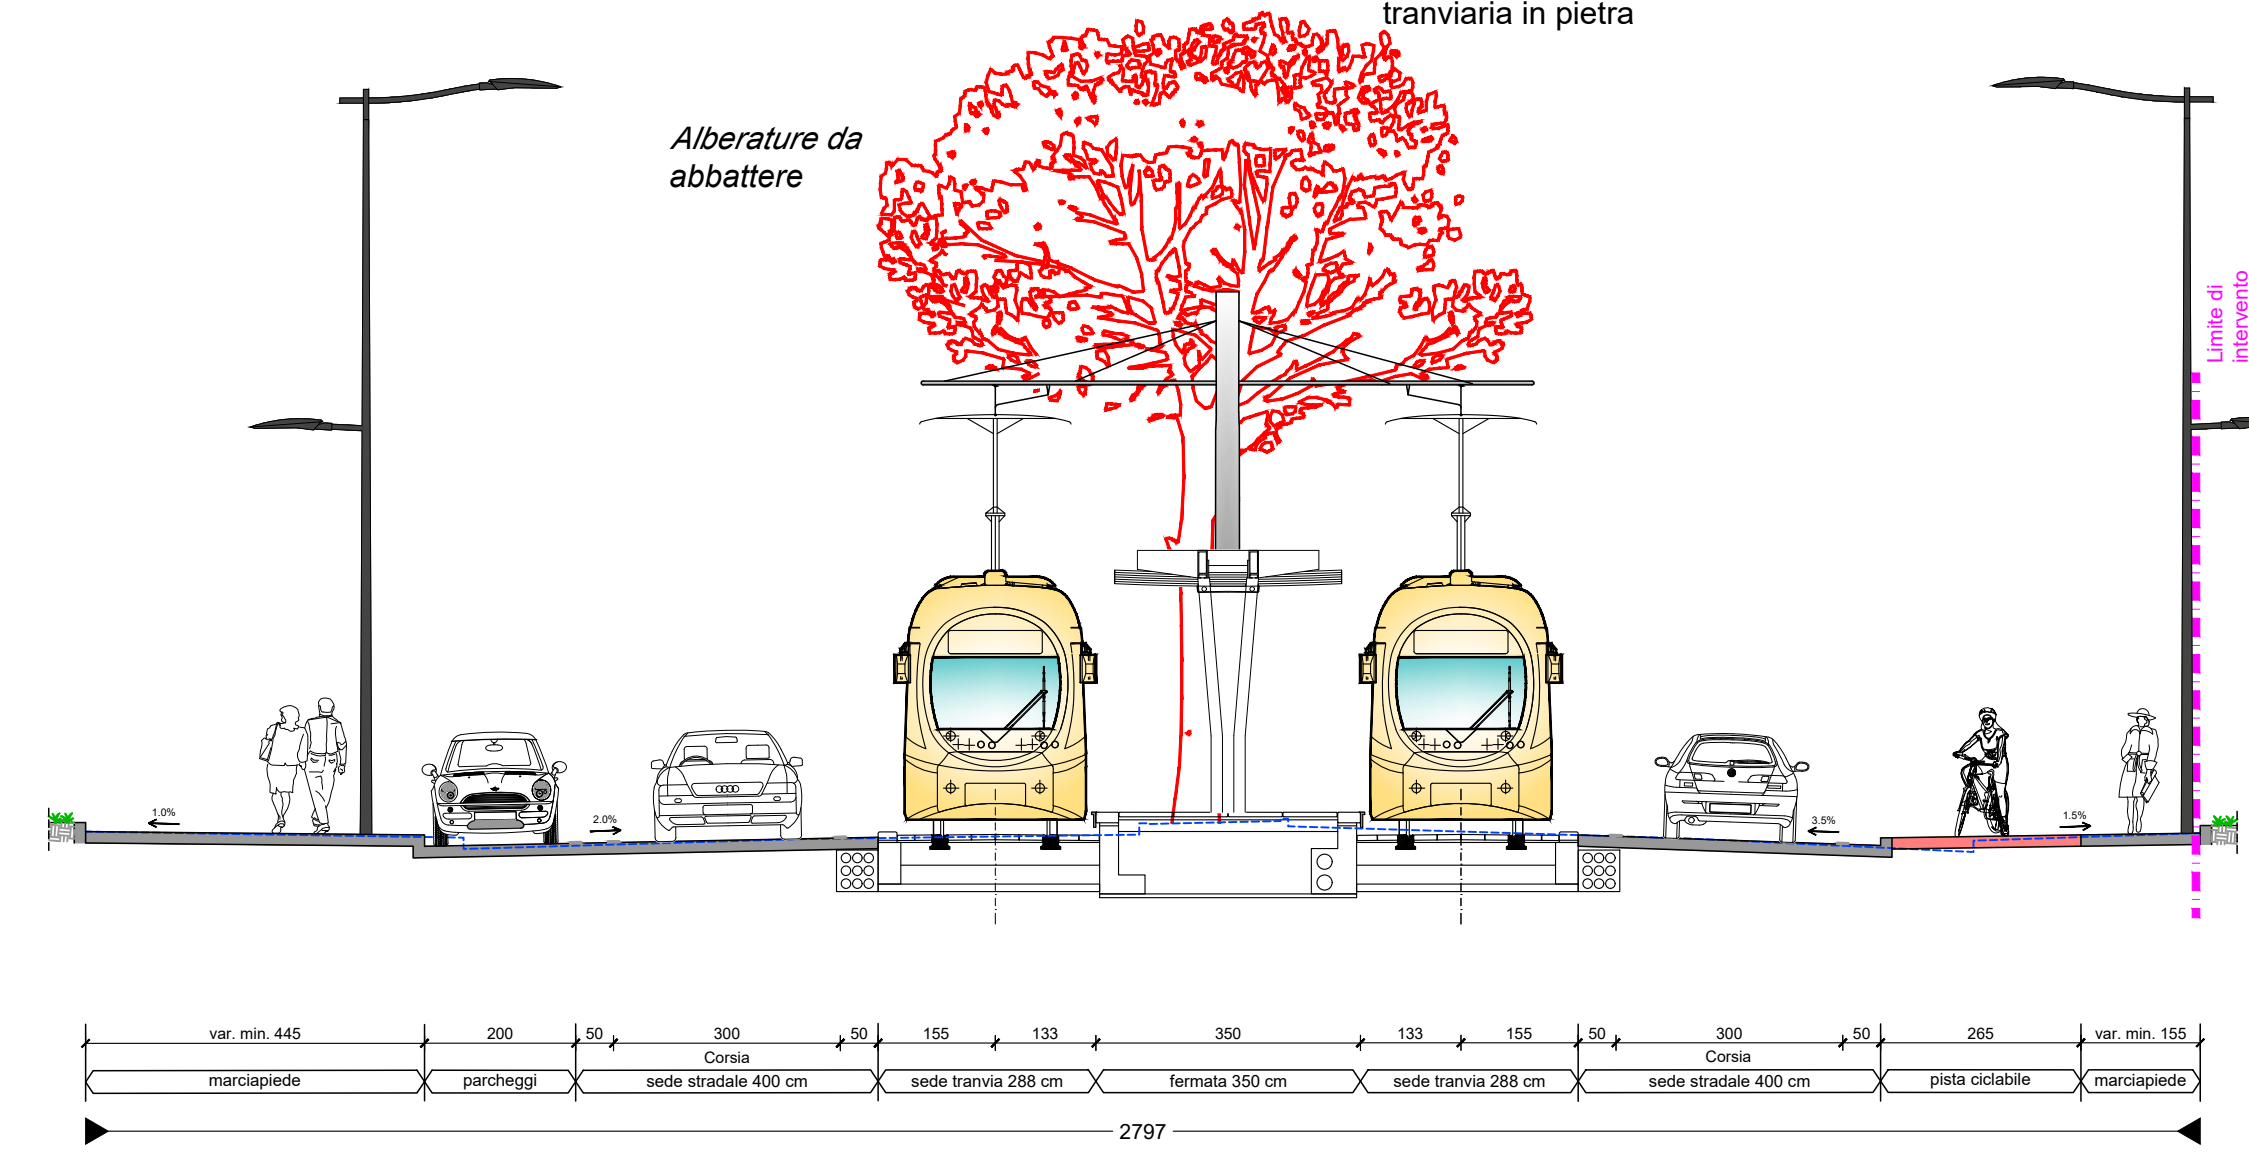 tranviaria in pietra
Alberature da
abbattere
Limite di
intervento
1.0%
2.0%
3.5%
1.5%
var. min. 445
200
50
300
50
155
133
350
133
155
50
300
50
265
var. min. 155
Corsia
Corsia
marciapiede
parcheggi
sede stradale 400 cm
sede tranvia 288 cm
fermata 350 cm
sede tranvia 288 cm
sede stradale 400 cm
pista ciclabile
marciapiede
2797